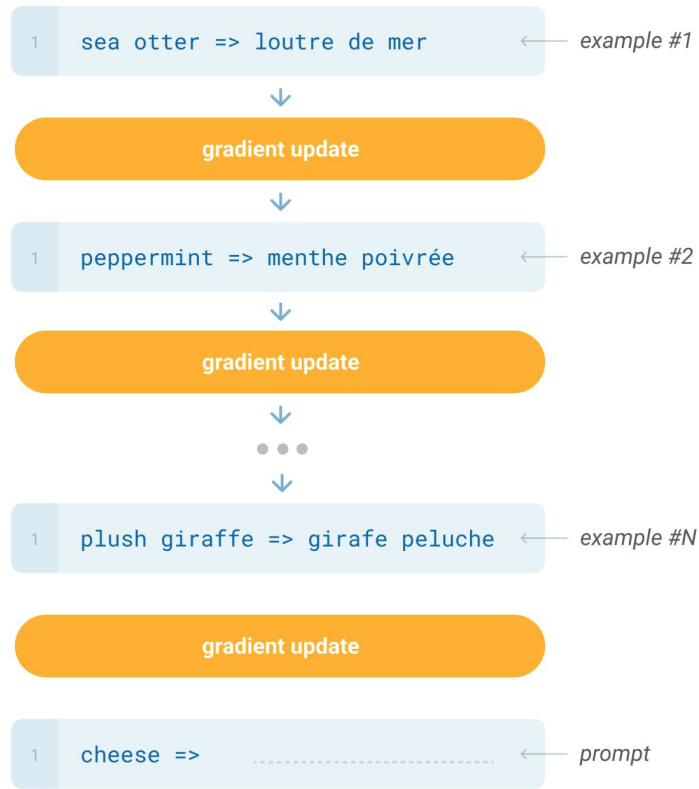 1 sea otter => loutre de mer example #1
gradient update
1 peppermint => menthe poivrée example #2
gradient update
1 plush giraffe => girafe peluche example #N
gradient update
1 cheese => prompt